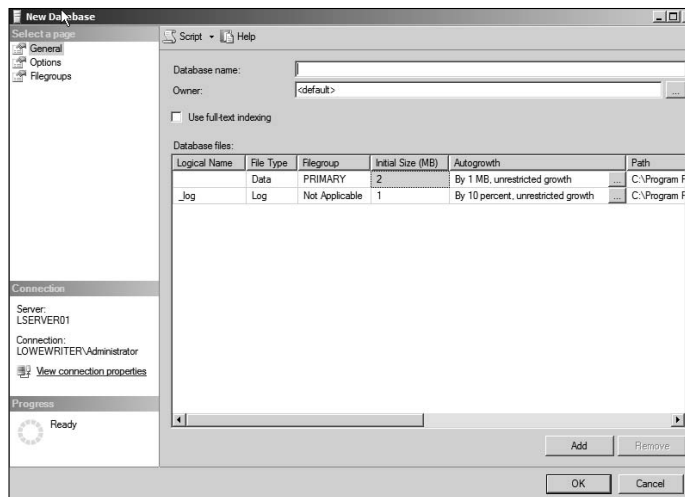 New Database
Select a page
General
Options
Filegroups
Script
Help
Database name:
Owner:
<default>
...
Use full-text indexing
Database files:
Logical Name File Type Filegroup Initial Size (MB) Autogrowth Path
Data PRIMARY 2 By 1 MB, unrestricted growth ... C:\Program F
_log Log Not Applicable 1 By 10 percent, unrestricted growth ... C:\Program F
Connection
Server:
LSERVER01
Connection:
LOWEWRITER\Administrator
View connection properties
Progress
Ready
Add
Remove
OK
Cancel